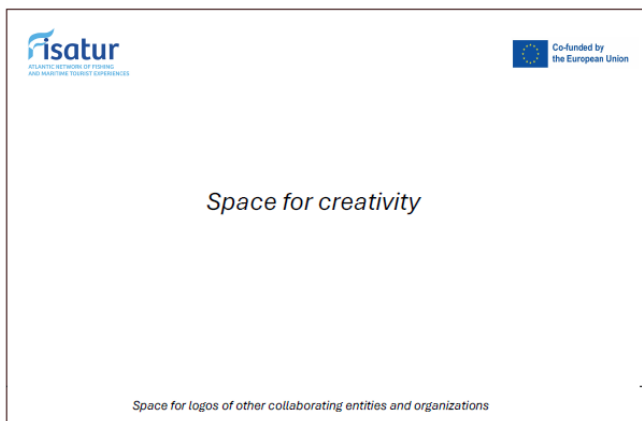 Fisatur
ATLANTIC NETWORK OF FISHING
AND MARITIME TOURIST EXPERIENCES
Co-funded by
the European Union
Space for creativity
Space for logos of other collaborating entities and organizations